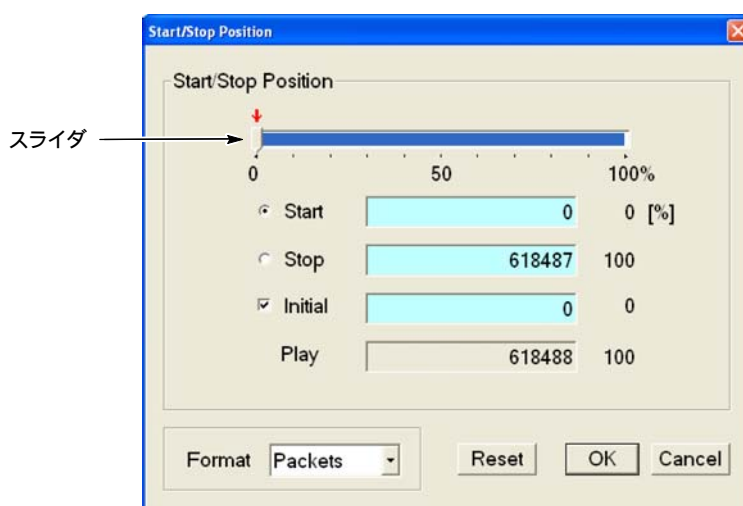 Start/Stop Position
Start/Stop Position
スライダ
0 50 100%
Start 0 0 [%]
Stop 618487 100
Initial 0 0
Play 618488 100
Format Packets Reset OK Cancel